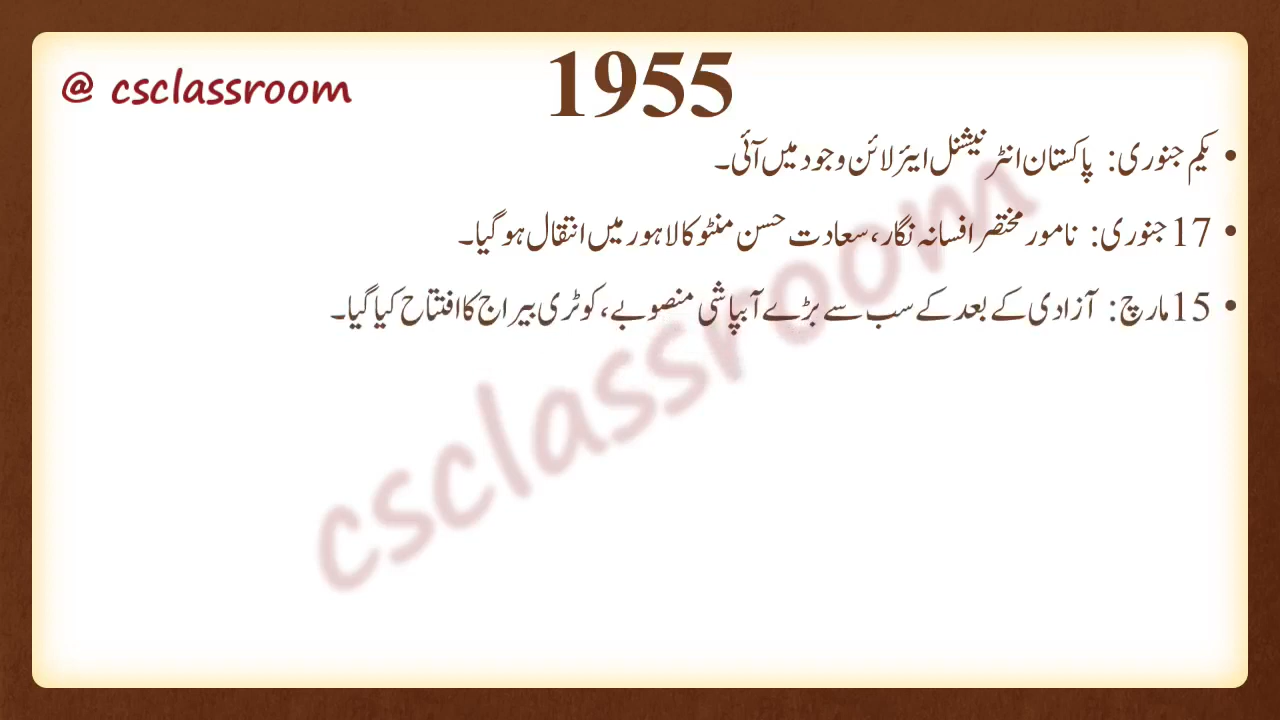 @ csclassroom
1955
• یکم جنوری: پاکستان انٹرنیشنل ایئرلائن وجود میں آئی۔
• 17 جنوری: نامور مختصر افسانہ نگار، سعادت حسن منٹو کا لاہور میں انتقال ہو گیا۔
• 15 مارچ: آزادی کے بعد کے سب سے بڑے آبپاشی منصوبے، کوٹری بیراج کا افتتاح کیا گیا۔
csclassroom